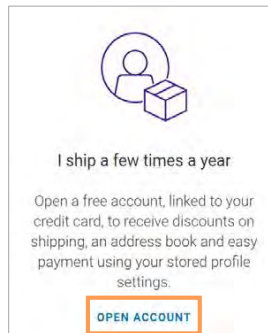 I ship a few times a year
Open a free account, linked to your
credit card, to receive discounts on
shipping, an address book and easy
payment using your stored profile
settings.
OPEN ACCOUNT